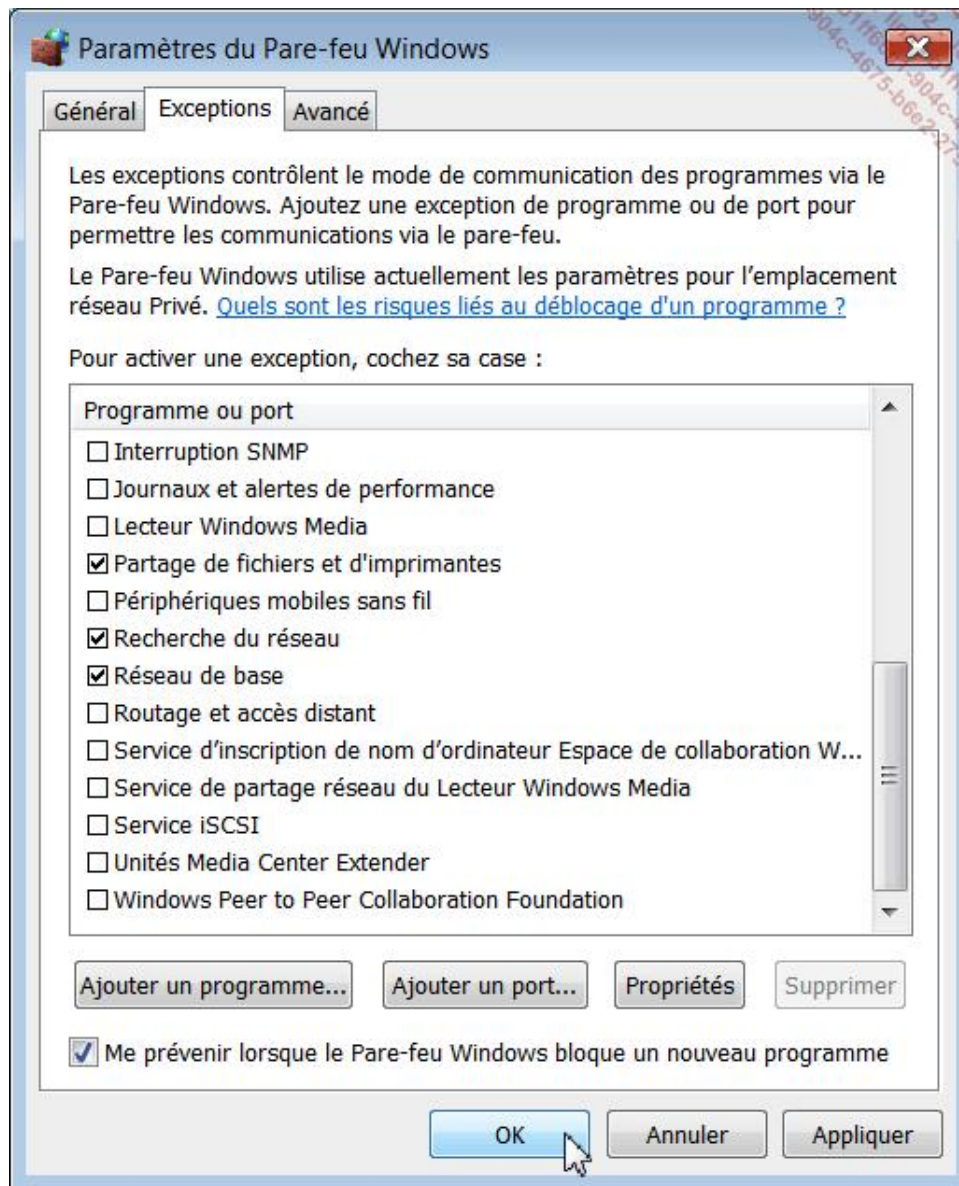 Paramètres du Pare-feu Windows
Général Exceptions Avancé
Les exceptions contrôlent le mode de communication des programmes via le
Pare-feu Windows. Ajoutez une exception de programme ou de port pour
permettre les communications via le pare-feu.
Le Pare-feu Windows utilise actuellement les paramètres pour l’emplacement
réseau Privé. Quels sont les risques liés au déblocage d'un programme ?
Pour activer une exception, cochez sa case :
Programme ou port
Interruption SNMP
Journaux et alertes de performance
Lecteur Windows Media
Partage de fichiers et d'imprimantes
Périphériques mobiles sans fil
Recherche du réseau
Réseau de base
Routage et accès distant
Service d’inscription de nom d’ordinateur Espace de collaboration W...
Service de partage réseau du Lecteur Windows Media
Service iSCSI
Unités Media Center Extender
Windows Peer to Peer Collaboration Foundation
Ajouter un programme... Ajouter un port... Propriétés Supprimer
Me prévenir lorsque le Pare-feu Windows bloque un nouveau programme
OK Annuler Appliquer